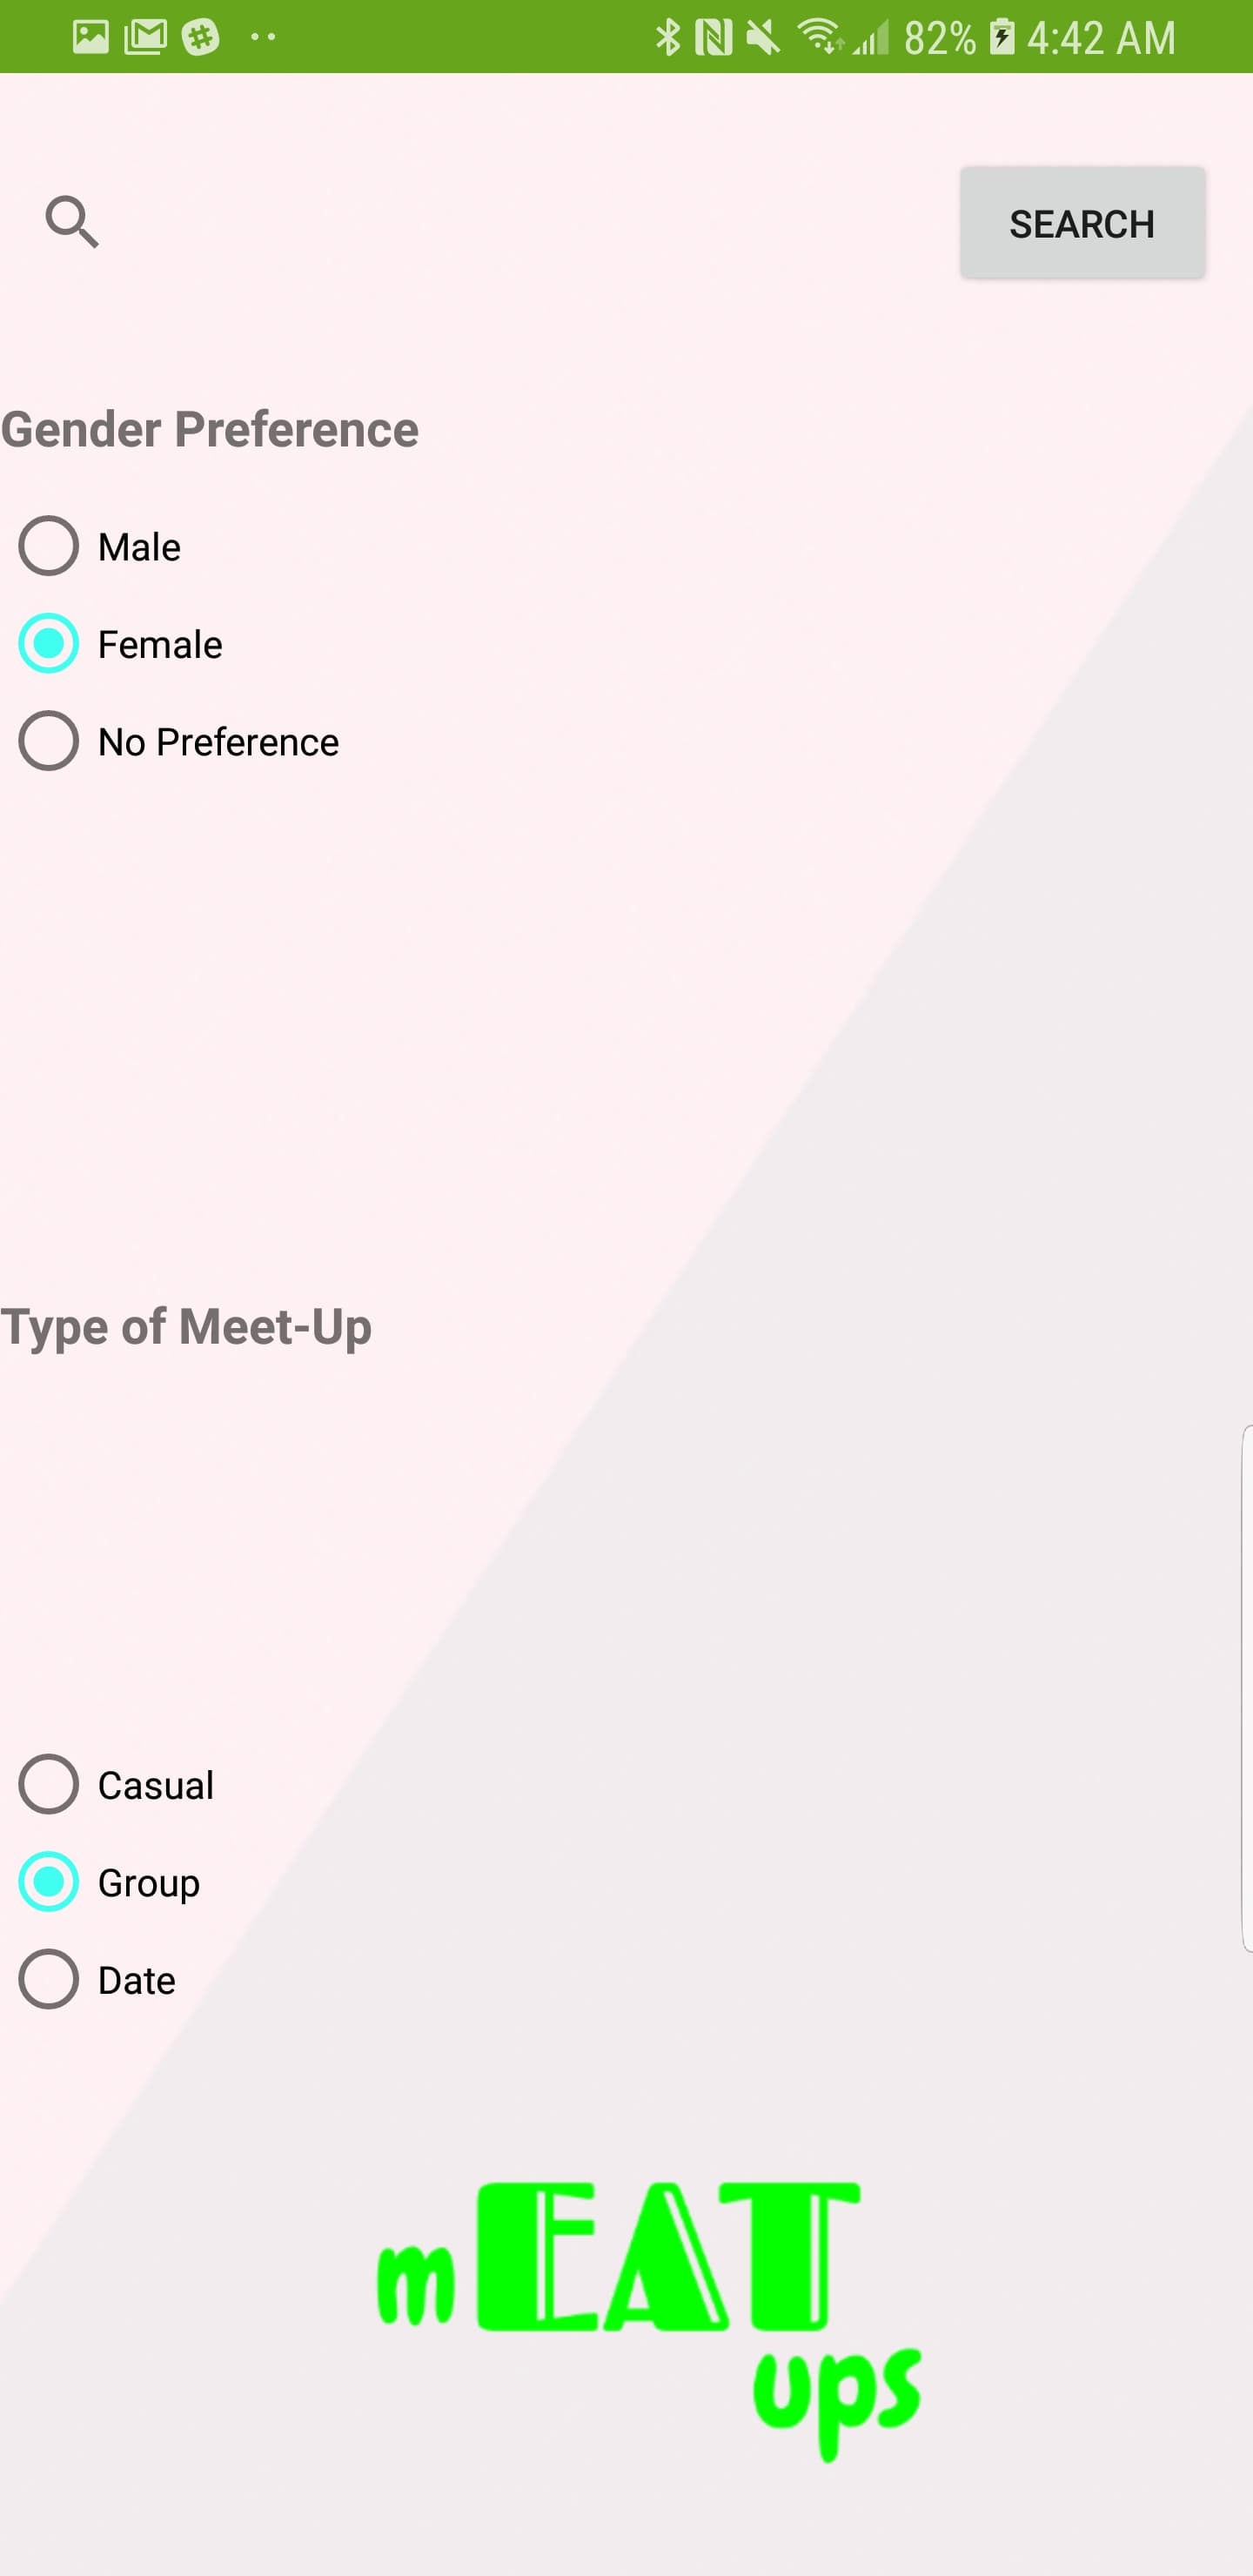 82% 4:42 AM
SEARCH
Gender Preference
Male
Female
No Preference
Type of Meet-Up
Casual
Group
Date
mEAT
ups